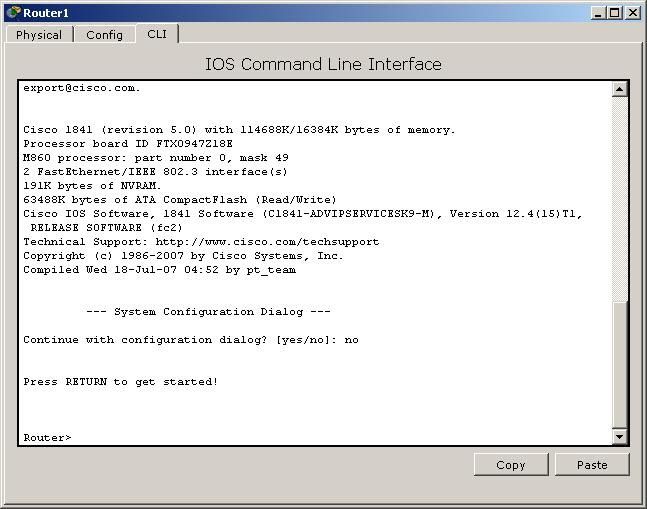 Router1
Physical Config CLI
IOS Command Line Interface
export@cisco.com.
Cisco 1841 (revision 5.0) with 114688K/16384K bytes of memory.
Processor board ID FTX0947Z18E
M860 processor: part number 0, mask 49
2 FastEthernet/IEEE 802.3 interface(s)
191K bytes of NVRAM.
63488K bytes of ATA CompactFlash (Read/Write)
Cisco IOS Software, 1841 Software (C1841-ADVIPSERVICESK9-M), Version 12.4(15)T1,
RELEASE SOFTWARE (fc2)
Technical Support: http://www.cisco.com/techsupport
Copyright (c) 1986-2007 by Cisco Systems, Inc.
Compiled Wed 18-Jul-07 04:52 by pt_team
--- System Configuration Dialog ---
Continue with configuration dialog? [yes/no]: no
Press RETURN to get started!
Router>
Copy Paste